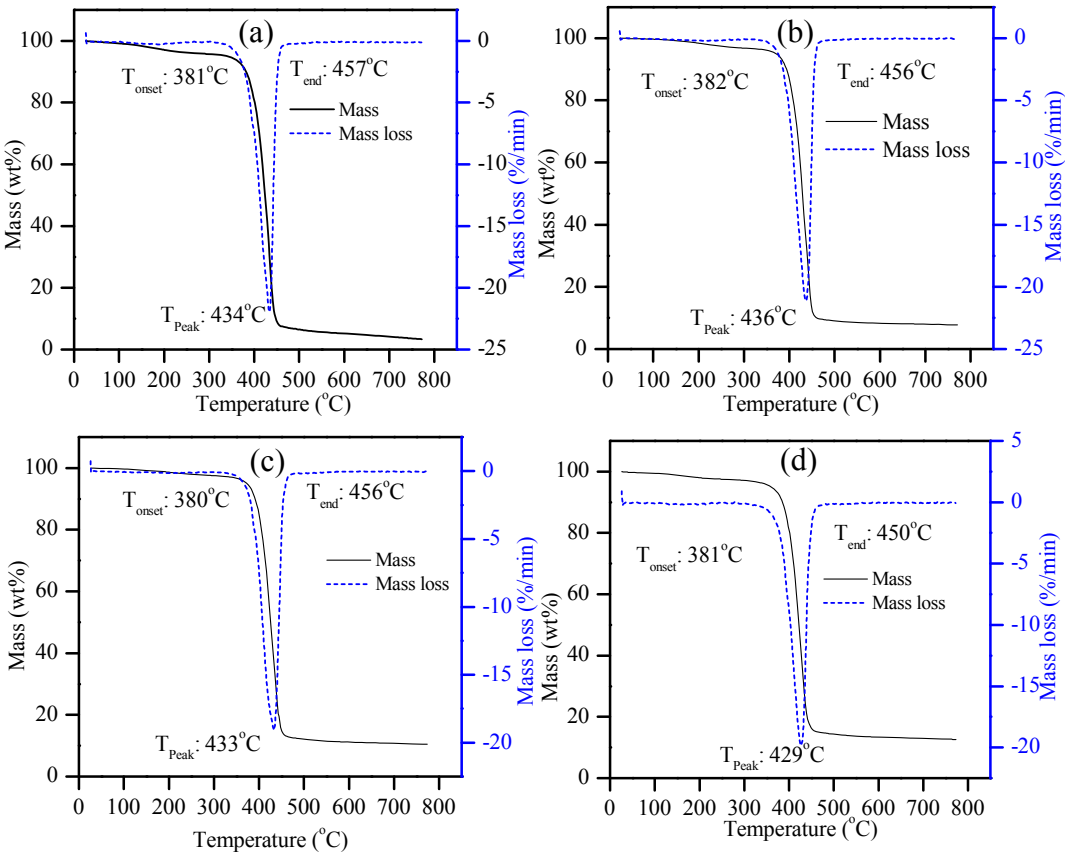 (a)
T_onset: 381°C
T_end: 457°C
Mass
Mass loss
T_Peak: 434°C
100
80
60
40
20
0
Mass (wt%)
0
-5
-10
-15
-20
-25
Mass loss (%/min)
0 100 200 300 400 500 600 700 800
Temperature (°C)
(b)
T_onset: 382°C
T_end: 456°C
Mass
Mass loss
T_Peak: 436°C
100
80
60
40
20
0
Mass (wt%)
0
-5
-10
-15
-20
-25
Mass loss (%/min)
0 100 200 300 400 500 600 700 800
Temperature (°C)
(c)
T_onset: 380°C
T_end: 456°C
Mass
Mass loss
T_Peak: 433°C
100
80
60
40
20
0
Mass (wt%)
0
-5
-10
-15
-20
Mass loss (%/min)
0 100 200 300 400 500 600 700 800
Temperature (°C)
(d)
T_onset: 381°C
T_end: 450°C
Mass
Mass loss
T_Peak: 429°C
100
80
60
40
20
0
Mass (wt%)
5
0
-5
-10
-15
-20
Mass loss (%/min)
0 100 200 300 400 500 600 700 800
Temperature (°C)